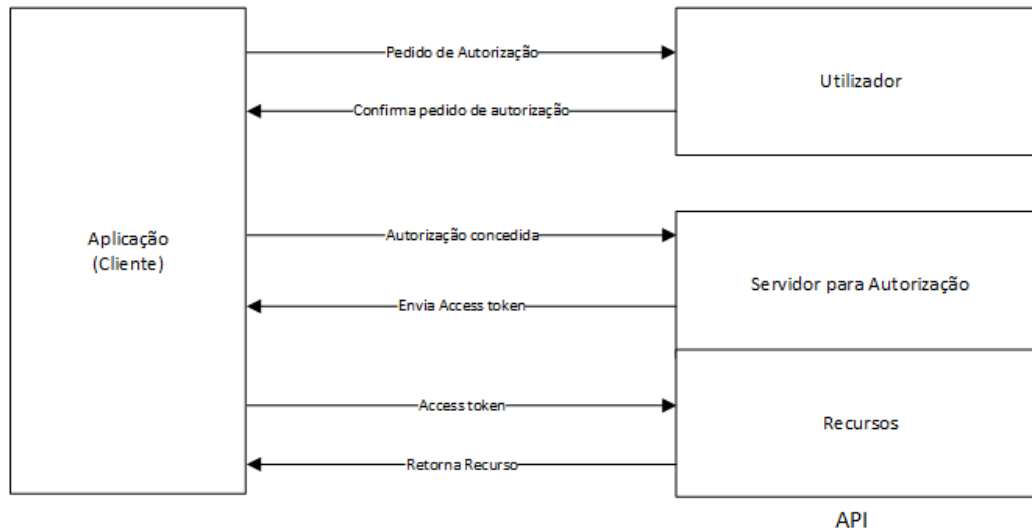 Pedido de Autorização
Utilizador
Confirma pedido de autorização
Aplicação
(Cliente)
Autorização concedida
Servidor para Autorização
Envia Access token
Access token
Recursos
Retorna Recurso
API